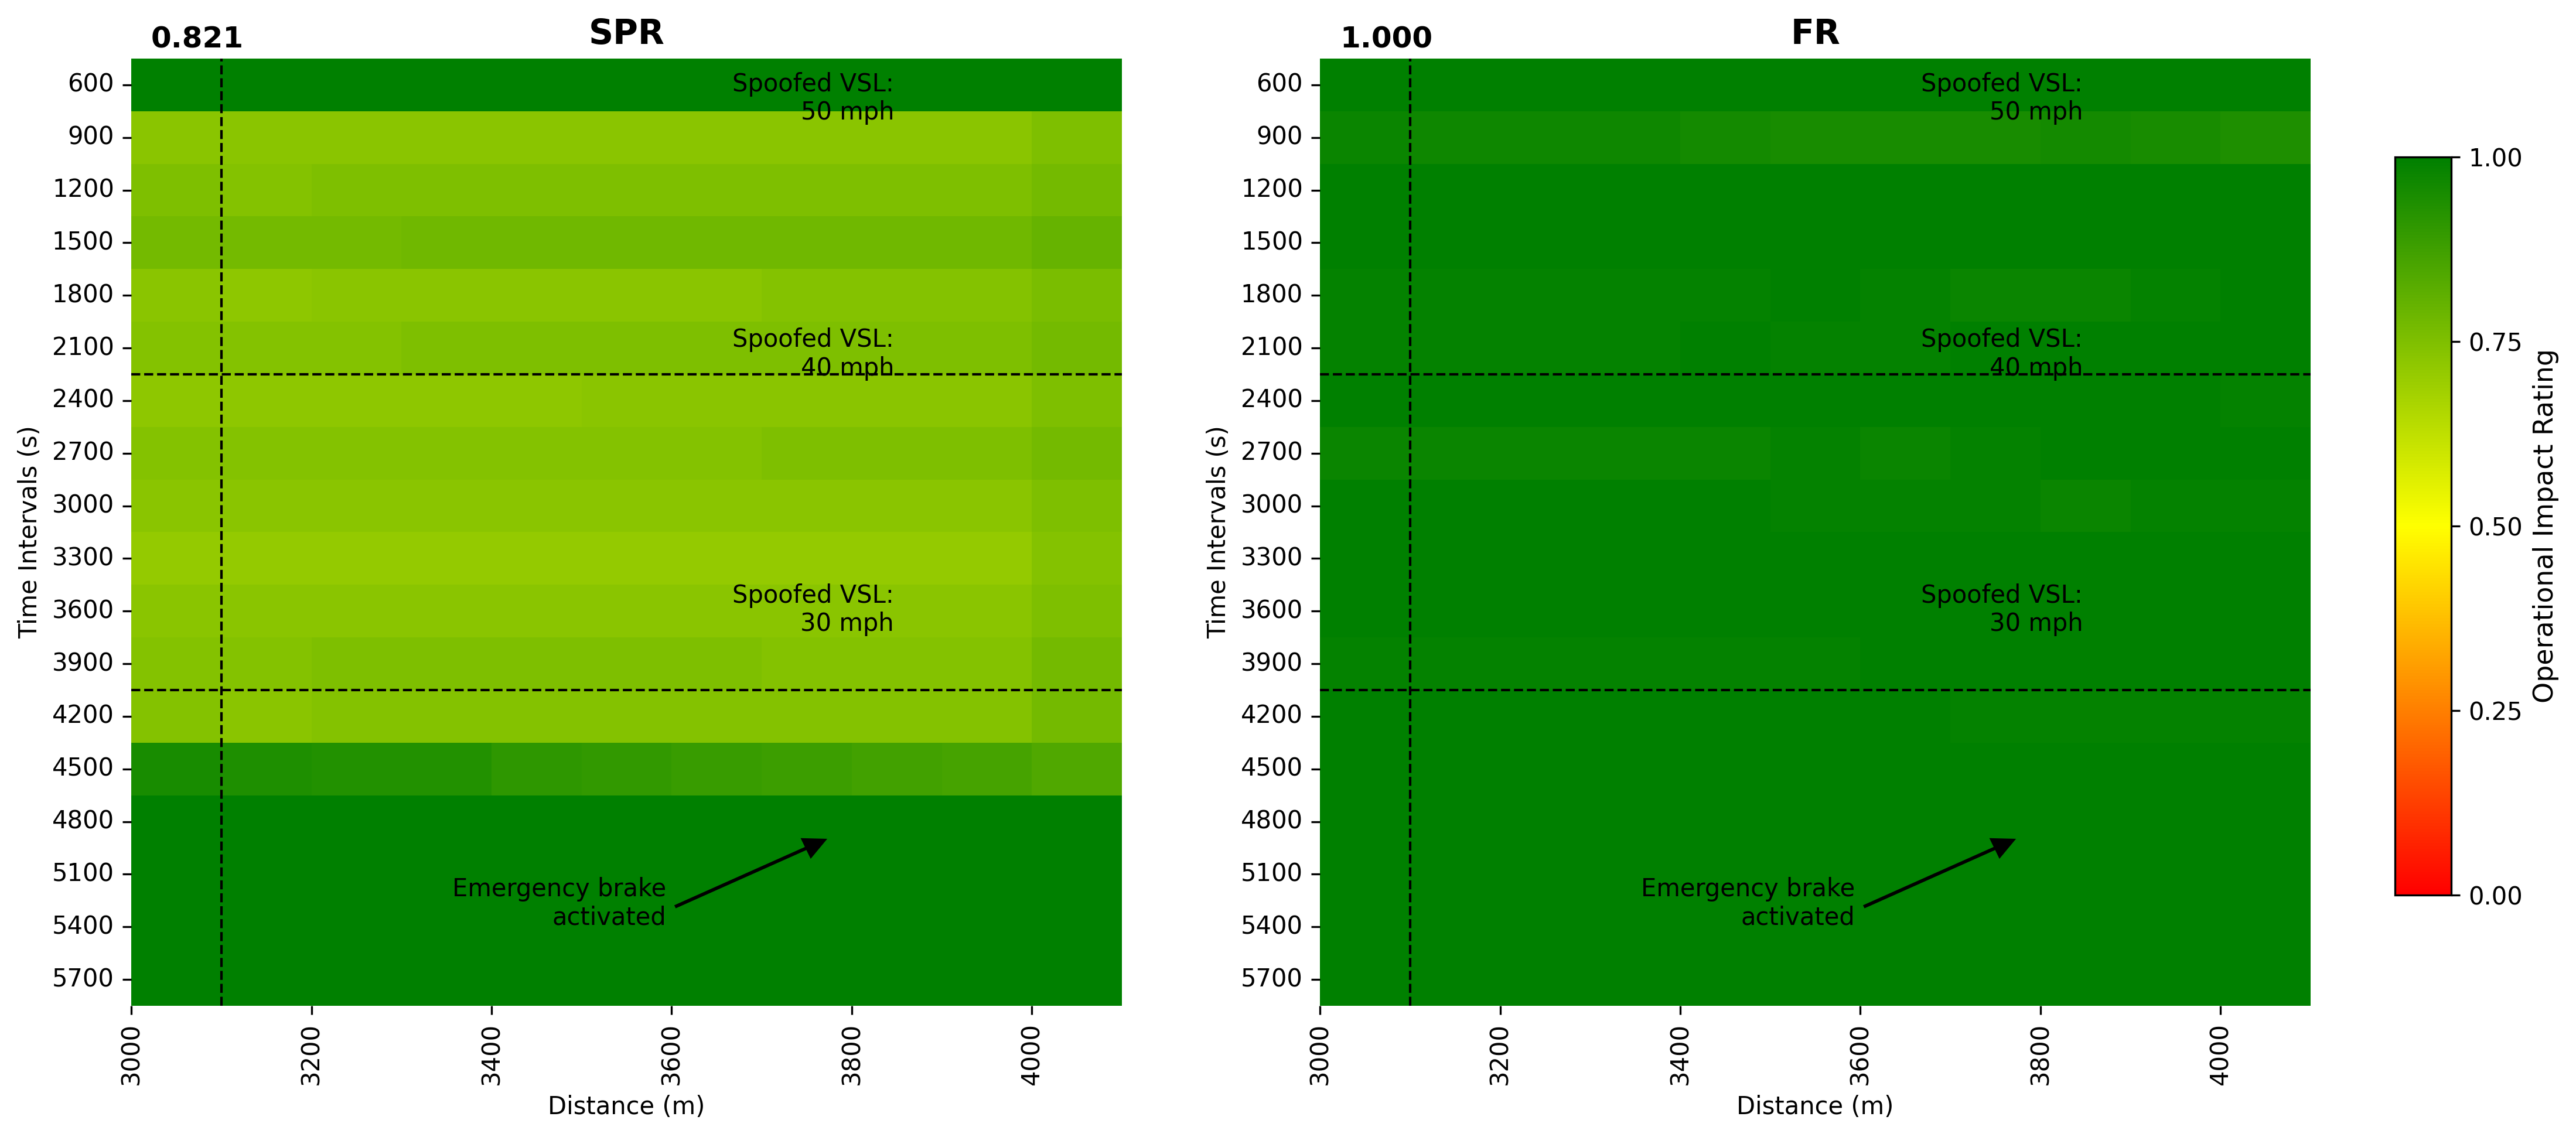 0.821
SPR
600
900
1200
1500
1800
2100
2400
2700
3000
3300
3600
3900
4200
4500
4800
5100
5400
5700
Time Intervals (s)
Spoofed VSL:
50 mph
Spoofed VSL:
40 mph
Spoofed VSL:
30 mph
Emergency brake
activated
3000
3200
3400
3600
3800
4000
Distance (m)
1.000
FR
600
900
1200
1500
1800
2100
2400
2700
3000
3300
3600
3900
4200
4500
4800
5100
5400
5700
Time Intervals (s)
Spoofed VSL:
50 mph
Spoofed VSL:
40 mph
Spoofed VSL:
30 mph
Emergency brake
activated
3000
3200
3400
3600
3800
4000
Distance (m)
1.00
0.75
0.50
0.25
0.00
Operational Impact Rating